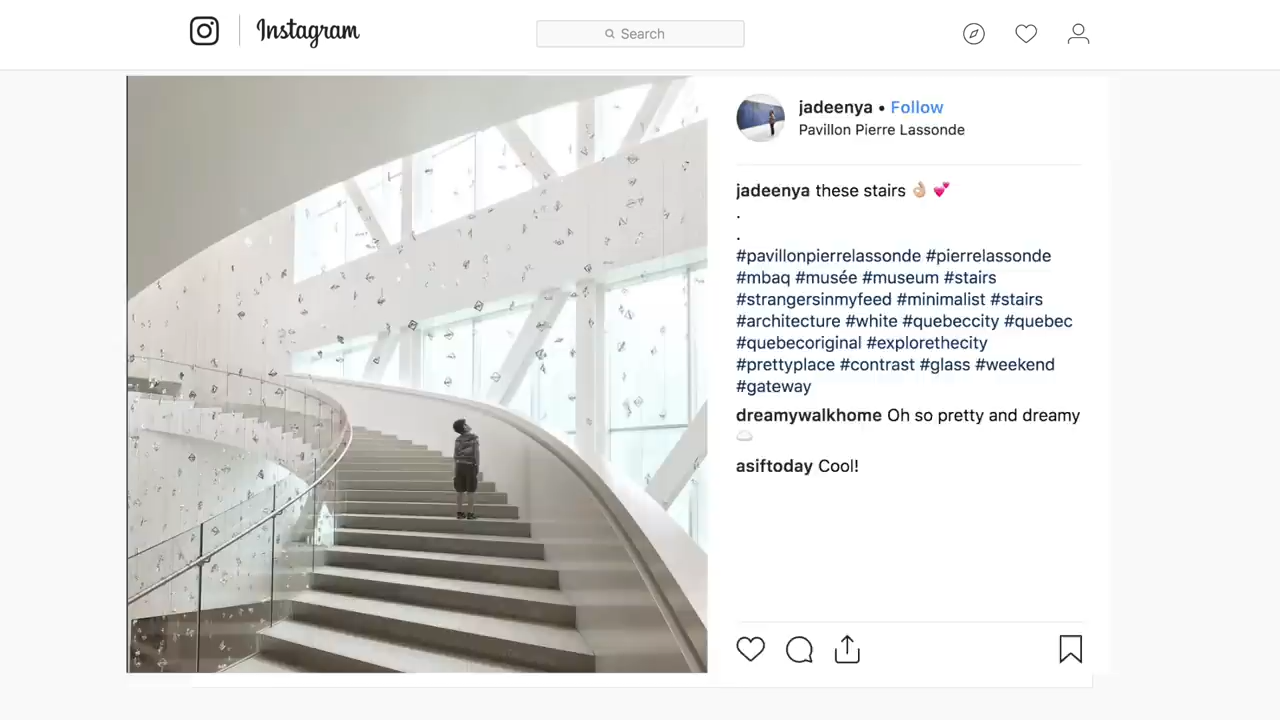 Instagram
Search
jadeenya • Follow
Pavillon Pierre Lassonde
jadeenya these stairs 👌🏼 💕
.
.
#pavillonpierrelassonde #pierrelassonde
#mbaq #musée #museum #stairs
#strangersinmyfeed #minimalist #stairs
#architecture #white #quebeccity #quebec
#quebecoriginal #explorethecity
#prettyplace #contrast #glass #weekend
#gateway
dreamywalkhome Oh so pretty and dreamy
☁️
asiftoday Cool!